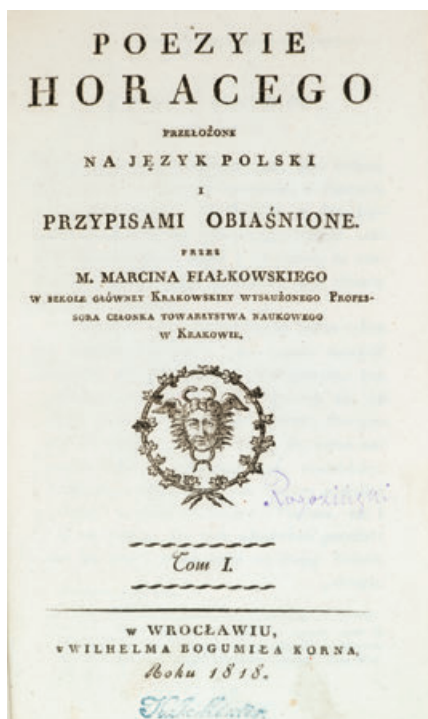 POEZYIE
HORACEGO
PRZEŁOŻONE
NA JĘZYK POLSKI
I
PRZYPISAMI OBIAŚNIONE.
PRZEZ
M. MARCINA FIAŁKOWSKIEGO
W SZKOLE GŁÓWNEY KRAKOWSKIEY WYSŁUŻONEGO PROFES-
SORA CZŁONKA TOWARZYSTWA NAUKOWEGO
W KRAKOWIE.
Rogoziński
Tom I.
W WROCŁAWIU,
U WILHELMA BOGUMIŁA KORNA,
Roku 1818.